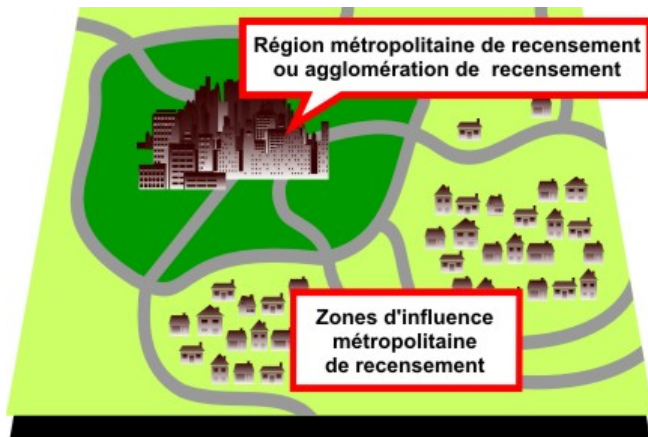 Région métropolitaine de recensement
ou agglomération de recensement
Zones d'influence
métropolitaine
de recensement